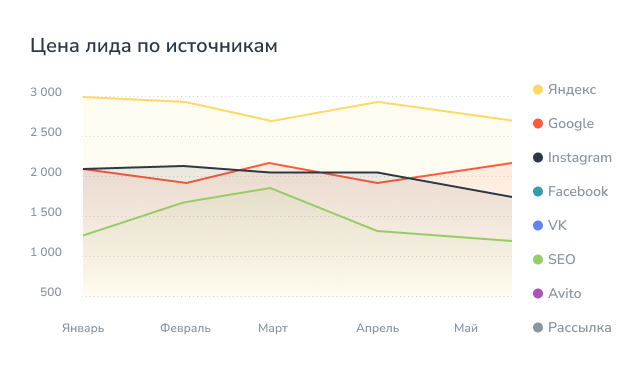 Цена лида по источникам
3 000
2 500
2 000
1 500
1 000
500
Январь
Февраль
Март
Апрель
Май
Яндекс
Google
Instagram
Facebook
VK
SEO
Avito
Рассылка